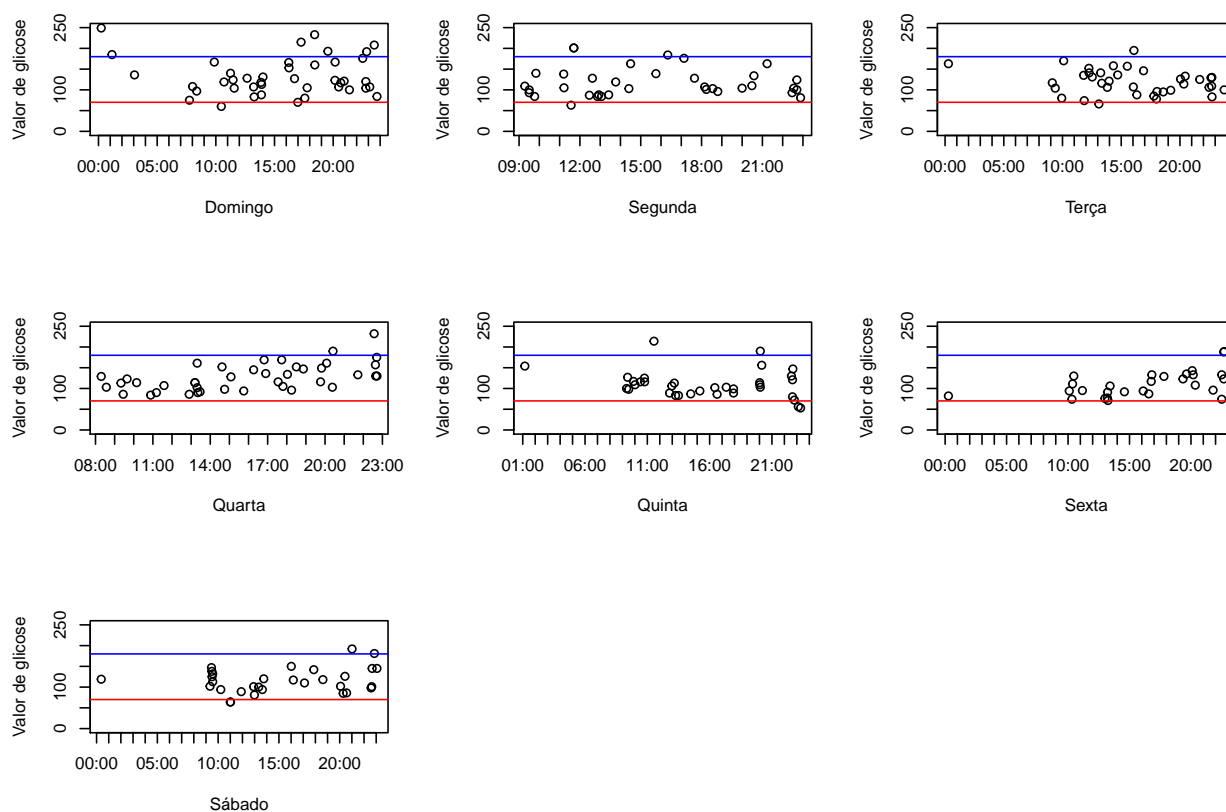 Valor de glicose
0 100 250
00:00 05:00 10:00 15:00 20:00
Domingo
Valor de glicose
0 100 250
09:00 12:00 15:00 18:00 21:00
Segunda
Valor de glicose
0 100 250
00:00 05:00 10:00 15:00 20:00
Terça
Valor de glicose
0 100 250
08:00 11:00 14:00 17:00 20:00 23:00
Quarta
Valor de glicose
0 100 250
01:00 06:00 11:00 16:00 21:00
Quinta
Valor de glicose
0 100 250
00:00 05:00 10:00 15:00 20:00
Sexta
Valor de glicose
0 100 250
00:00 05:00 10:00 15:00 20:00
Sábado